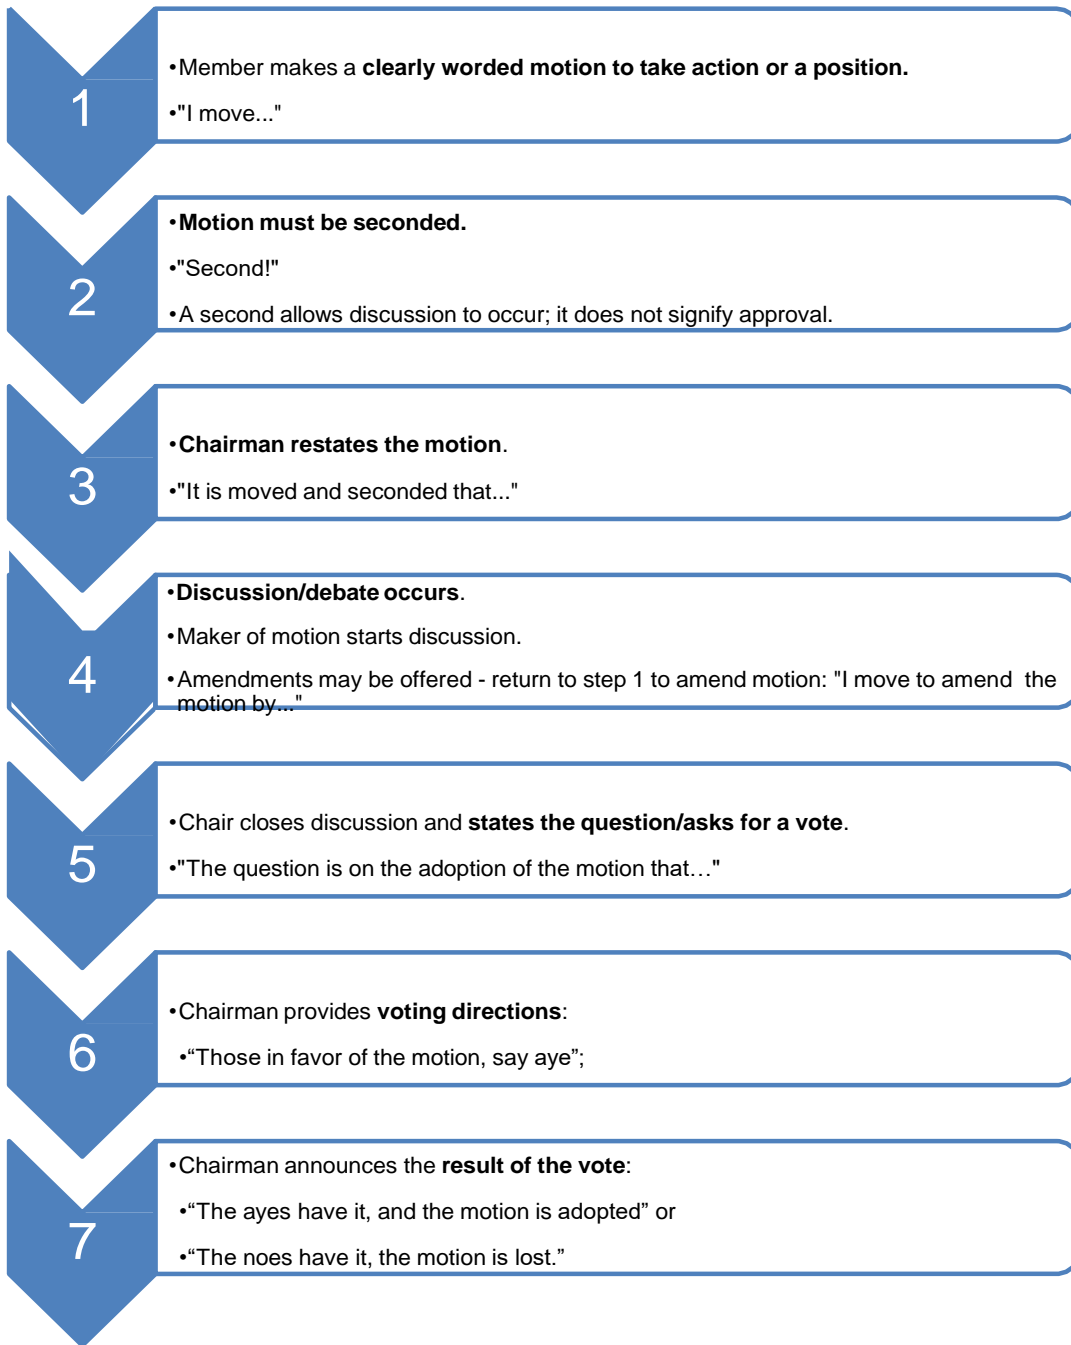 1
•Member makes a clearly worded motion to take action or a position.
•"I move..."
2
•Motion must be seconded.
•"Second!"
•A second allows discussion to occur; it does not signify approval.
3
•Chairman restates the motion.
•"It is moved and seconded that..."
4
•Discussion/debate occurs.
•Maker of motion starts discussion.
•Amendments may be offered - return to step 1 to amend motion: "I move to amend the
motion by..."
5
•Chair closes discussion and states the question/asks for a vote.
•"The question is on the adoption of the motion that…"
6
•Chairman provides voting directions:
•“Those in favor of the motion, say aye”;
7
•Chairman announces the result of the vote:
•“The ayes have it, and the motion is adopted” or
•“The noes have it, the motion is lost.”